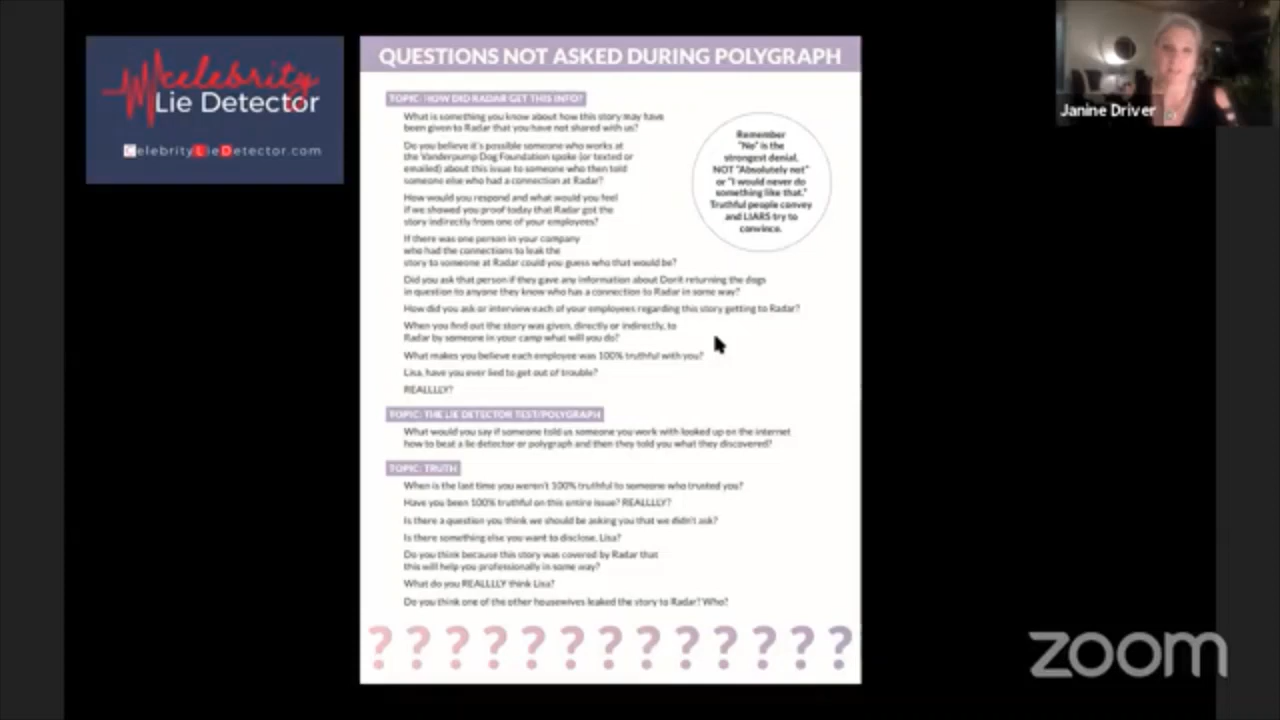 celebrity
Lie Detector
CelebrityLieDetector.com
QUESTIONS NOT ASKED DURING POLYGRAPH
TOPIC: HOW DID RADAR GET THIS INFO?
What is something you know about how this story may have
been given to Radar that you have not shared with us?
Do you believe it's possible someone who works at
the Vanderpump Dog Foundation spoke (or texted or
emailed) about this issue to someone who then told
someone else who had a connection at Radar?
How would you respond and what would you feel
if we showed you proof today that Radar got the
story indirectly from one of your employees?
If there was one person in your company
who had the connections to leak the
story to someone at Radar could you guess who that would be?
Did you ask that person if they gave any information about Dorit returning the dogs
in question to anyone they know who has a connection to Radar in some way?
How did you ask or interview each of your employees regarding this story getting to Radar?
When you find out the story was given, directly or indirectly, to
Radar by someone in your camp what will you do?
What makes you believe each employee was 100% truthful with you?
Lisa, have you ever lied to get out of trouble?
REALLLLY?
Remember
"No" is the
strongest denial,
NOT "Absolutely not"
or "I would never do
something like that."
Truthful people convey
and LIARS try to
convince.
TOPIC: THE LIE DETECTOR TEST/POLYGRAPH
What would you say if someone told us someone you work with looked up on the internet
how to beat a lie detector or polygraph and then they told you what they discovered?
TOPIC: TRUTH
When is the last time you weren't 100% truthful to someone who trusted you?
Have you been 100% truthful on this entire issue? REALLLLY?
Is there a question you think we should be asking you that we didn't ask?
Is there something else you want to disclose, Lisa?
Do you think because this story was covered by Radar that
this will help you professionally in some way?
What do you REALLLLY think Lisa?
Do you think one of the other housewives leaked the story to Radar? Who?
? ? ? ? ? ? ? ? ? ? ? ? ?
Janine Driver
zoom